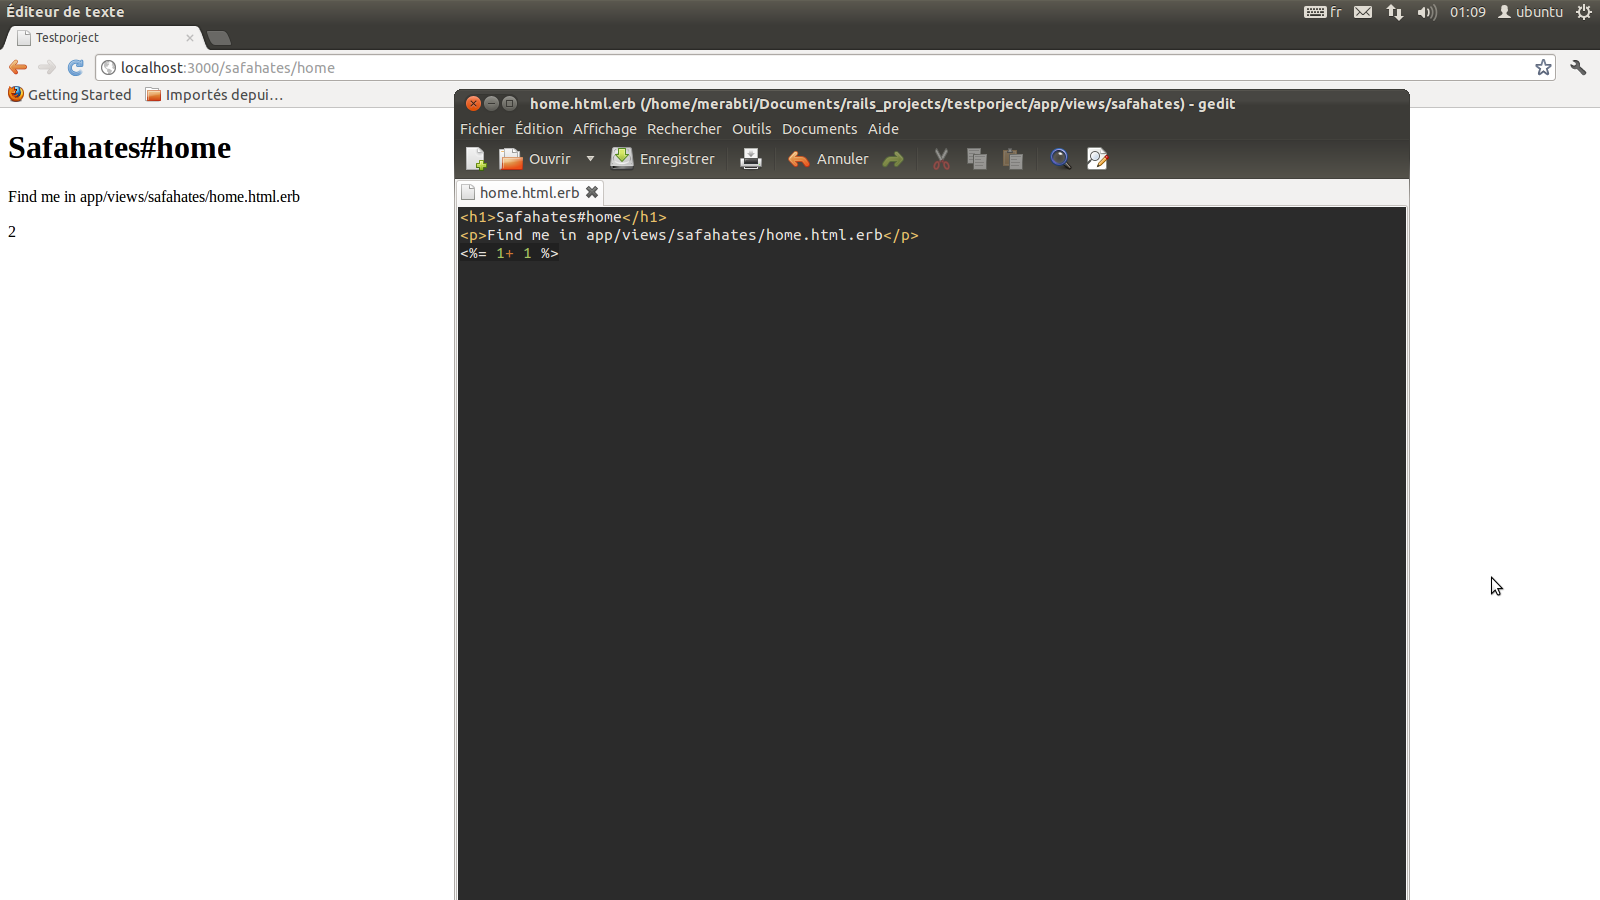 Éditeur de texte
fr 01:09 ubuntu
Testporject
localhost:3000/safahates/home
Getting Started Importés depui...
Safahates#home
Find me in app/views/safahates/home.html.erb
2
home.html.erb (/home/merabti/Documents/rails_projects/testporject/app/views/safahates) - gedit
Fichier Édition Affichage Rechercher Outils Documents Aide
Ouvrir Enregistrer Annuler
home.html.erb
<h1>Safahates#home</h1>
<p>Find me in app/views/safahates/home.html.erb</p>
<%= 1+ 1 %>